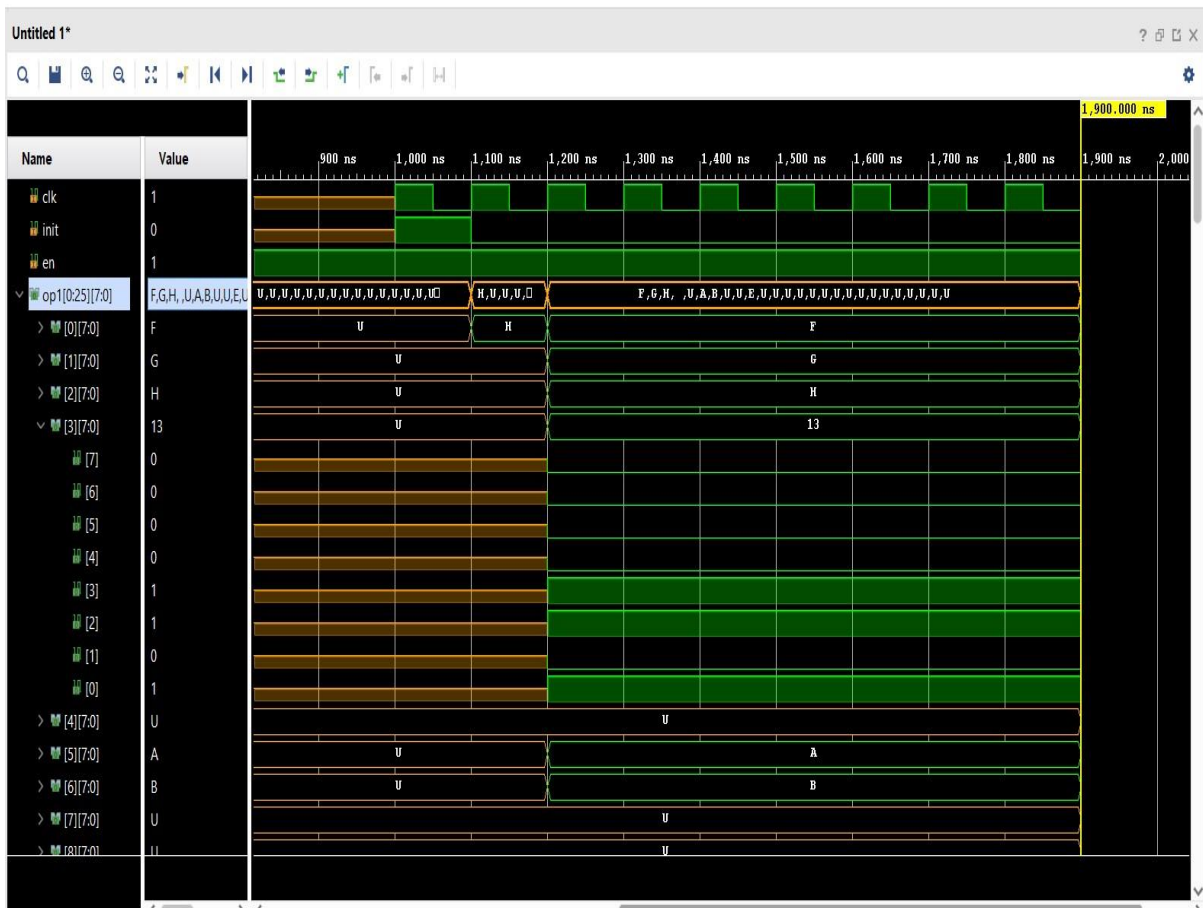 Untitled 1*
1,900.000 ns
Name Value
900 ns 1,000 ns 1,100 ns 1,200 ns 1,300 ns 1,400 ns 1,500 ns 1,600 ns 1,700 ns 1,800 ns 1,900 ns 2,000
clk 1
init 0
en 1
op1[0:25][7:0] F,G,H, ,U,A,B,U,U,E,U U,U,U,U,U,U,U,U,U,U,U,U,U,U,U H,U,U,U, F,G,H, ,U,A,B,U,U,E,U,U,U,U,U,U,U,U,U,U,U,U,U,U,U,U
[0][7:0] F U H F
[1][7:0] G U G
[2][7:0] H U H
[3][7:0] 13 U 13
[7] 0
[6] 0
[5] 0
[4] 0
[3] 1
[2] 1
[1] 0
[0] 1
[4][7:0] U U
[5][7:0] A U A
[6][7:0] B U B
[7][7:0] U U
[8][7:0] U U